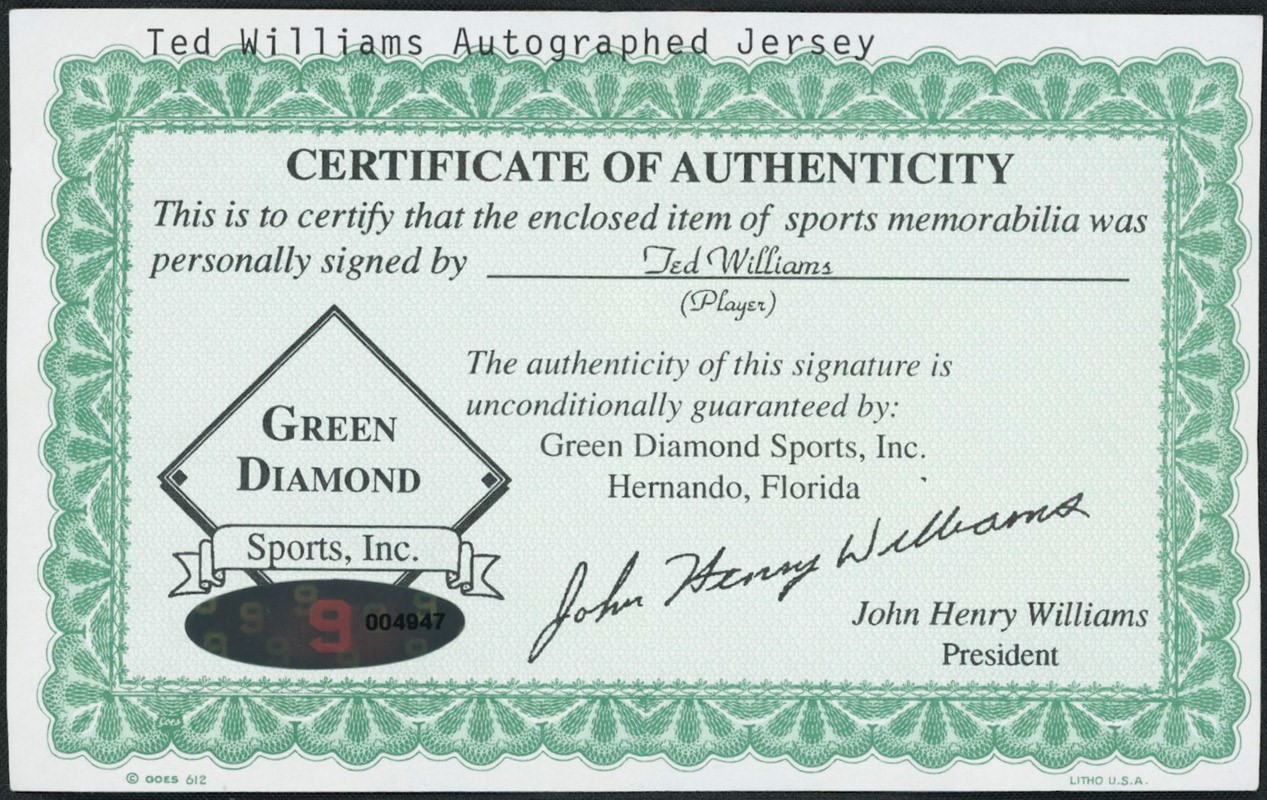 Ted Williams Autographed Jersey
CERTIFICATE OF AUTHENTICITY
This is to certify that the enclosed item of sports memorabilia was
personally signed by Ted Williams
(Player)
The authenticity of this signature is
unconditionally guaranteed by:
Green Diamond Sports, Inc.
Hernando, Florida
GREEN
DIAMOND
Sports, Inc.
9 004947
John Henry Williams
John Henry Williams
President
Goes
© GOES 612
LITHO U.S.A.